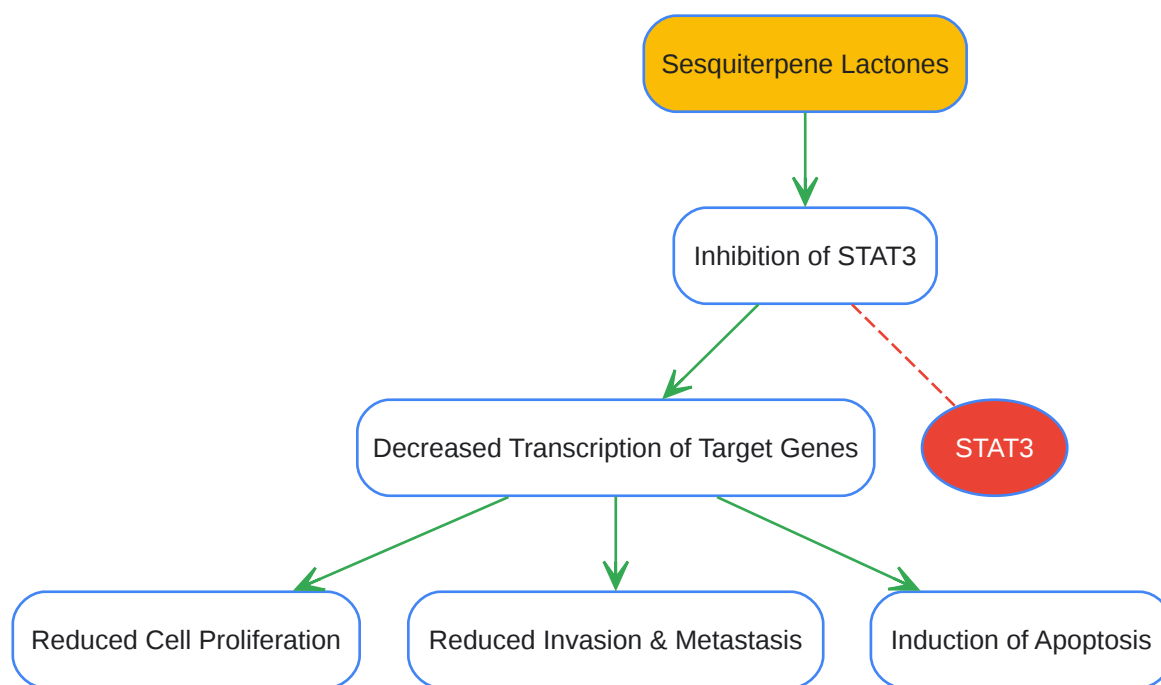 Sesquiterpene Lactones
Inhibition of STAT3
Decreased Transcription of Target Genes
STAT3
Reduced Cell Proliferation
Reduced Invasion & Metastasis
Induction of Apoptosis